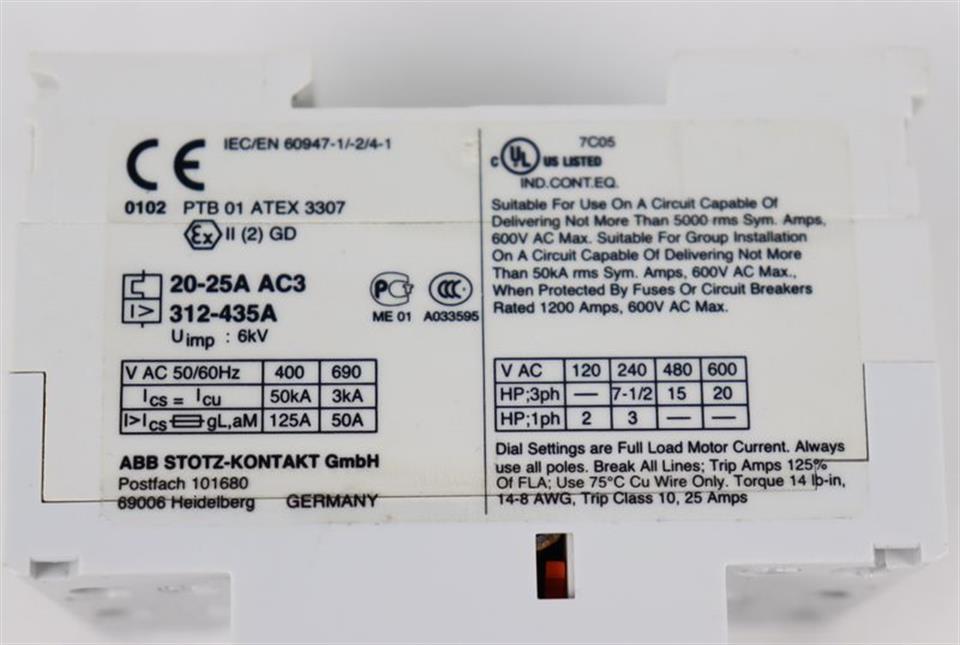 CE IEC/EN 60947-1/-2/4-1
0102 PTB 01 ATEX 3307
Ex II (2) GD
20-25A AC3
I> 312-435A
Uimp : 6kV
PCT ME 01
CCC A033595
V AC 50/60Hz 400 690
Ics = Icu 50kA 3kA
I>Ics gL,aM 125A 50A
ABB STOTZ-KONTAKT GmbH
Postfach 101680
69006 Heidelberg GERMANY
7C05
C UL US LISTED
IND.CONT.EQ.
Suitable For Use On A Circuit Capable Of
Delivering Not More Than 5000 rms Sym. Amps,
600V AC Max. Suitable For Group Installation
On A Circuit Capable Of Delivering Not More
Than 50kA rms Sym. Amps, 600V AC Max.,
When Protected By Fuses Or Circuit Breakers
Rated 1200 Amps, 600V AC Max.
V AC 120 240 480 600
HP;3ph — 7-1/2 15 20
HP;1ph 2 3 — —
Dial Settings are Full Load Motor Current. Always
use all poles. Break All Lines; Trip Amps 125%
Of FLA; Use 75°C Cu Wire Only. Torque 14 lb-in,
14-8 AWG, Trip Class 10, 25 Amps